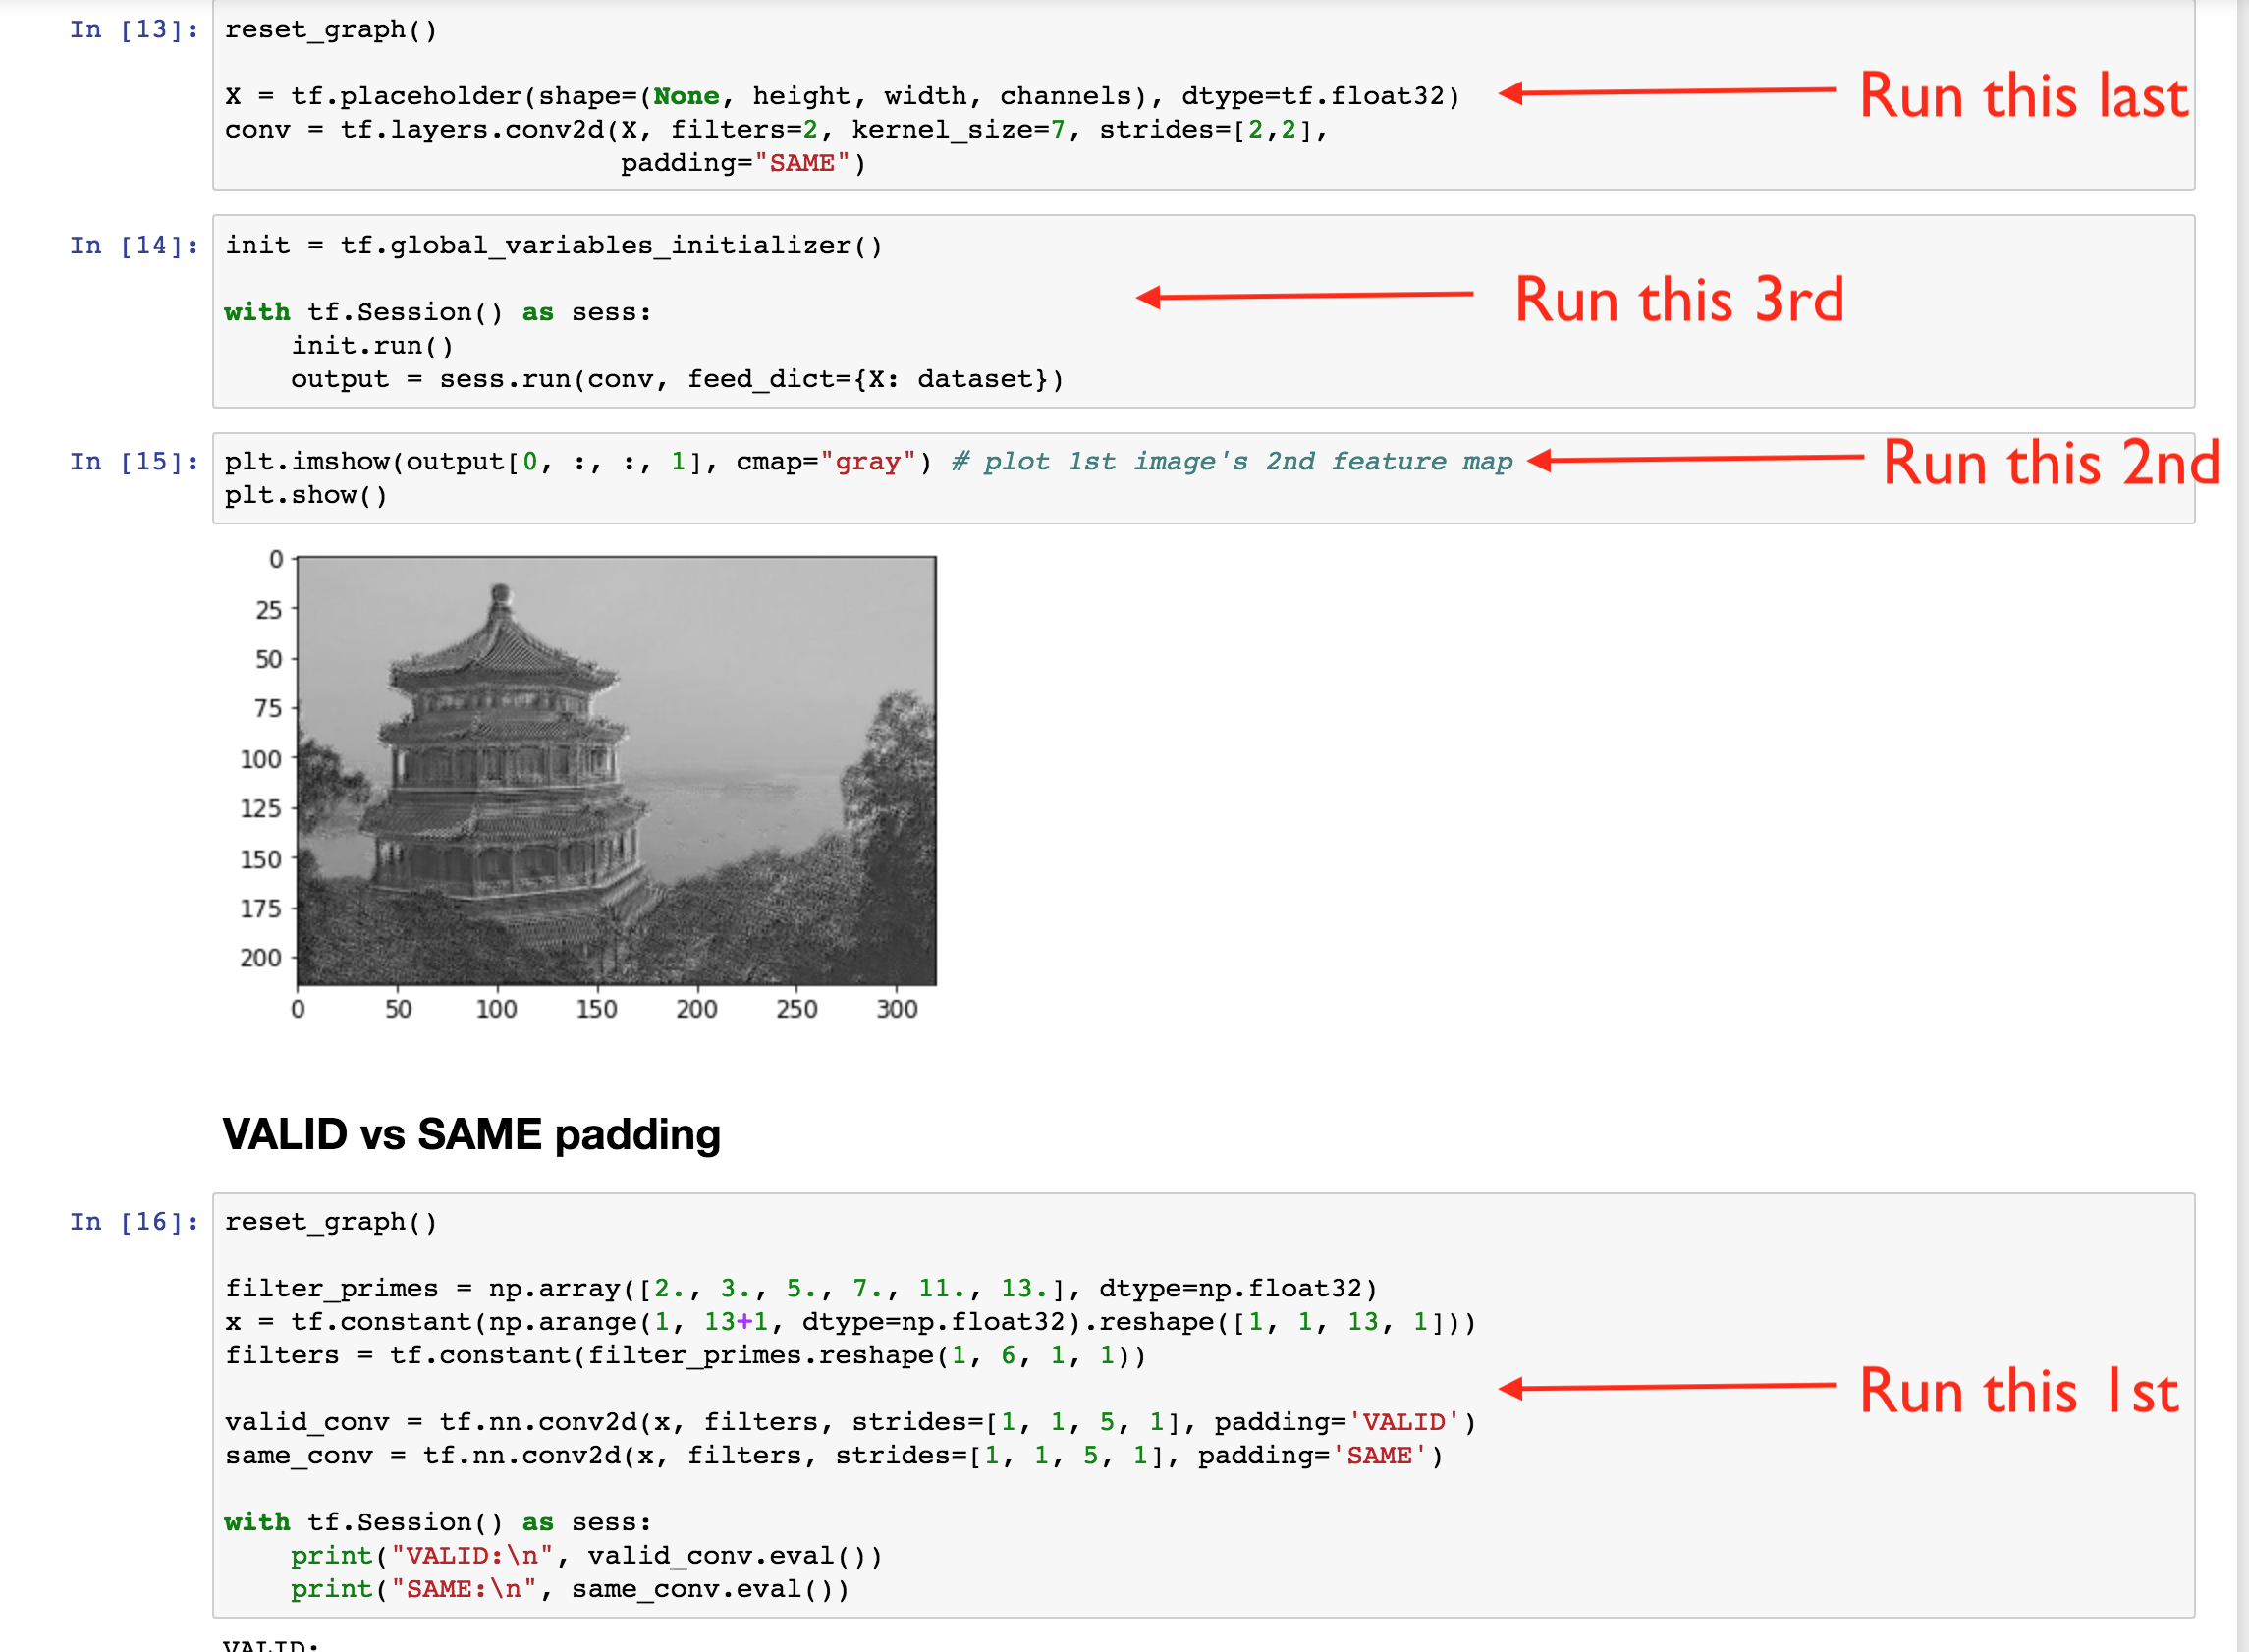 In [13]: reset_graph()
X = tf.placeholder(shape=(None, height, width, channels), dtype=tf.float32)
Run this last
conv = tf.layers.conv2d(X, filters=2, kernel_size=7, strides=[2,2],
padding="SAME")
In [14]: init = tf.global_variables_initializer()
Run this 3rd
with tf.Session() as sess:
init.run()
output = sess.run(conv, feed_dict={X: dataset})
In [15]: plt.imshow(output[0, :, :, 1], cmap="gray") # plot 1st image's 2nd feature map
Run this 2nd
plt.show()
0
25
50
75
100
125
150
175
200
0 50 100 150 200 250 300
VALID vs SAME padding
In [16]: reset_graph()
filter_primes = np.array([2., 3., 5., 7., 11., 13.], dtype=np.float32)
x = tf.constant(np.arange(1, 13+1, dtype=np.float32).reshape([1, 1, 13, 1]))
filters = tf.constant(filter_primes.reshape(1, 6, 1, 1))
Run this 1st
valid_conv = tf.nn.conv2d(x, filters, strides=[1, 1, 5, 1], padding='VALID')
same_conv = tf.nn.conv2d(x, filters, strides=[1, 1, 5, 1], padding='SAME')
with tf.Session() as sess:
print("VALID:\n", valid_conv.eval())
print("SAME:\n", same_conv.eval())
VALID: